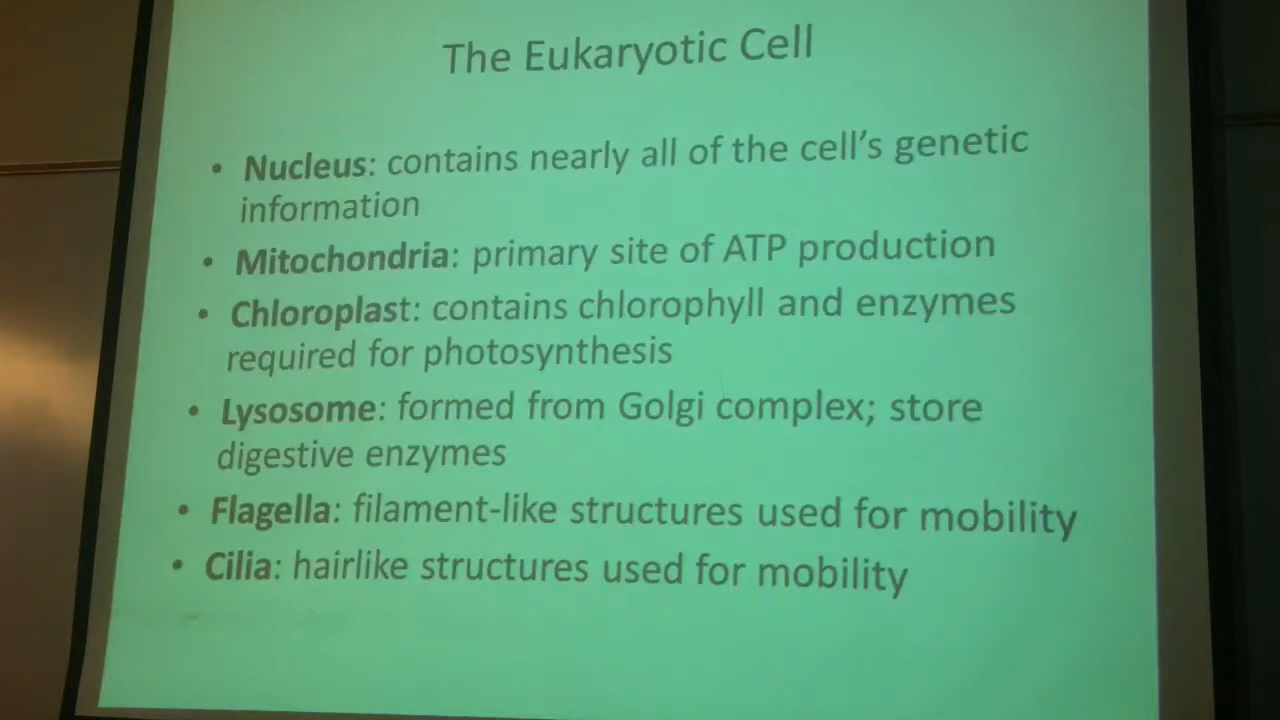 The Eukaryotic Cell
• Nucleus: contains nearly all of the cell's genetic
information
• Mitochondria: primary site of ATP production
• Chloroplast: contains chlorophyll and enzymes
required for photosynthesis
• Lysosome: formed from Golgi complex; store
digestive enzymes
• Flagella: filament-like structures used for mobility
• Cilia: hairlike structures used for mobility